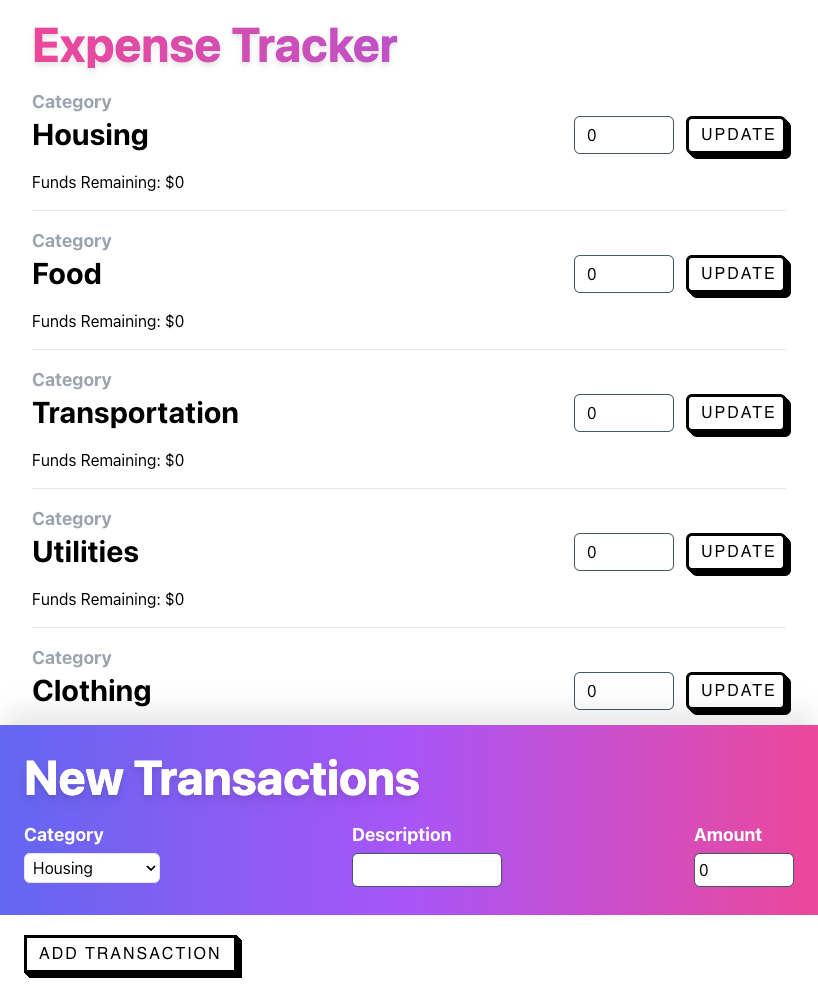 Expense Tracker
Category
Housing
0 UPDATE
Funds Remaining: $0
Category
Food
0 UPDATE
Funds Remaining: $0
Category
Transportation
0 UPDATE
Funds Remaining: $0
Category
Utilities
0 UPDATE
Funds Remaining: $0
Category
Clothing
0 UPDATE
New Transactions
Category Description Amount
Housing 0
ADD TRANSACTION